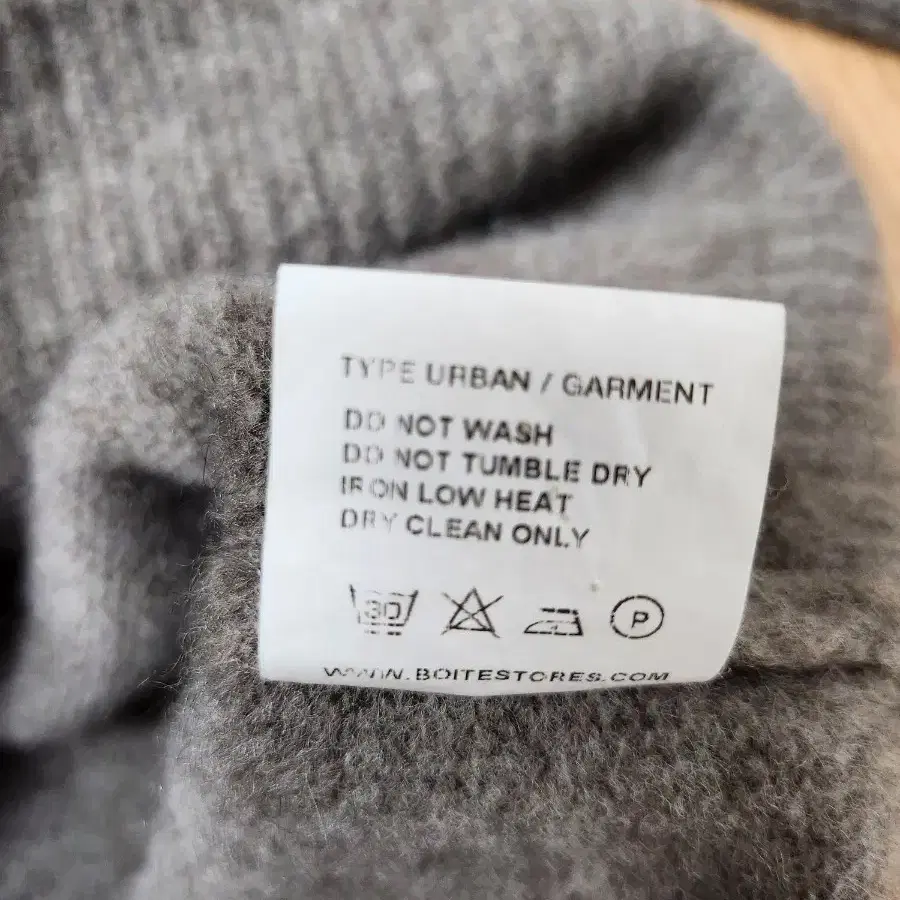 TYPE URBAN / GARMENT
DO NOT WASH
DO NOT TUMBLE DRY
IRON LOW HEAT
DRY CLEAN ONLY
30 P
WWW.BOITESTORES.COM